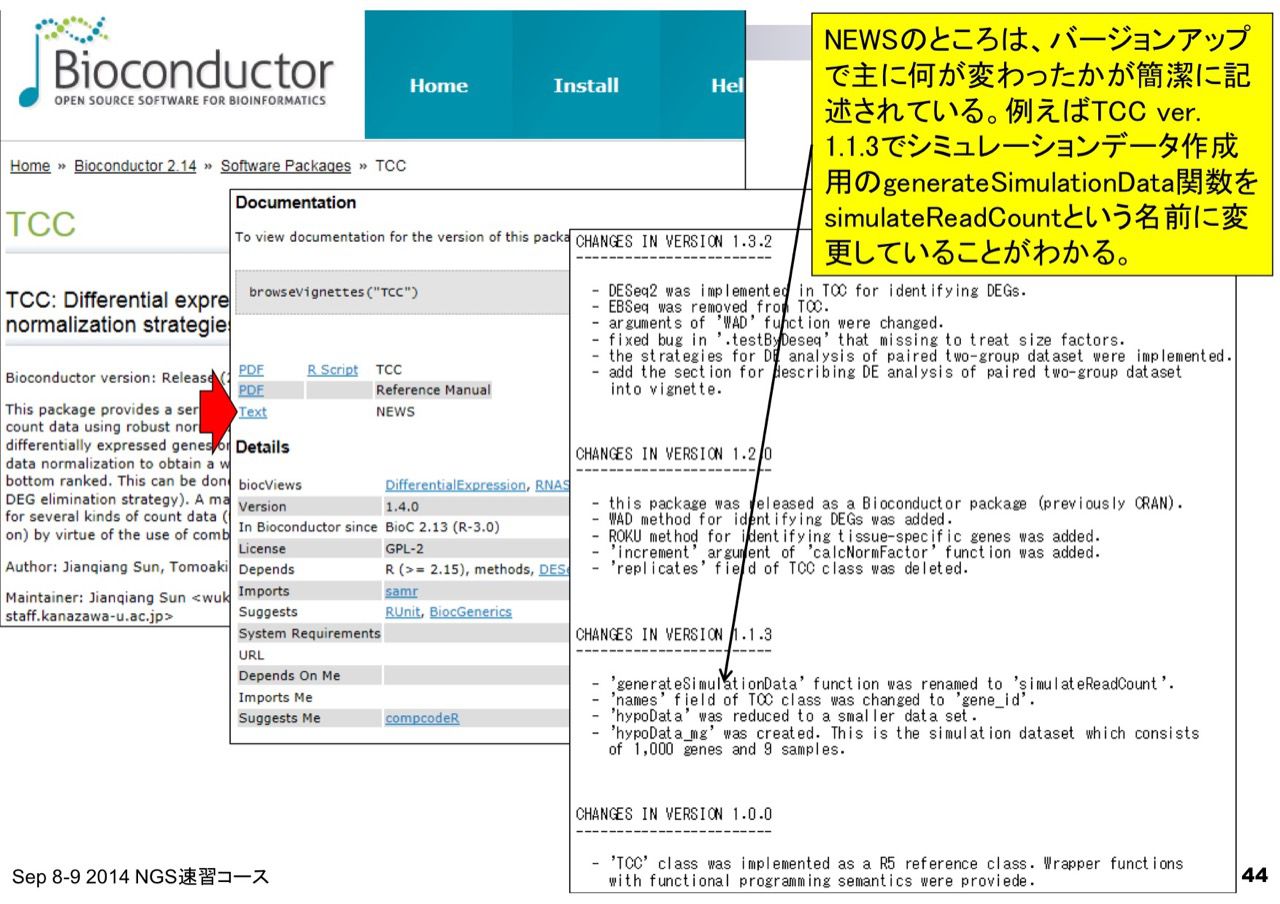 Bioconductor
OPEN SOURCE SOFTWARE FOR BIOINFORMATICS
Home Install Hel
Home » Bioconductor 2.14 » Software Packages » TCC
TCC
TCC: Differential expre
normalization strategies
Bioconductor version: Release (2
This package provides a ser
count data using robust nor
differentially expressed genes or
data normalization to obtain a w
bottom ranked. This can be done
DEG elimination strategy). A ma
for several kinds of count data (
on) by virtue of the use of comb
Author: Jianqiang Sun, Tomoaki
Maintainer: Jianqiang Sun <wuk
staff.kanazawa-u.ac.jp>
Documentation
To view documentation for the version of this packa
browseVignettes("TCC")
PDF R Script TCC
PDF Reference Manual
Text NEWS
Details
biocViews DifferentialExpression, RNAS
Version 1.4.0
In Bioconductor since BioC 2.13 (R-3.0)
License GPL-2
Depends R (>= 2.15), methods, DESe
Imports samr
Suggests RUnit, BiocGenerics
System Requirements
URL
Depends On Me
Imports Me
Suggests Me compcodeR
NEWSのところは、バージョンアップ
で主に何が変わったかが簡潔に記
述されている。例えばTCC ver.
1.1.3でシミュレーションデータ作成
用のgenerateSimulationData関数を
simulateReadCountという名前に変
更していることがわかる。
CHANGES IN VERSION 1.3.2
------------------------
- DESeq2 was implemented in TCC for identifying DEGs.
- EBSeq was removed from TCC.
- arguments of 'WAD' function were changed.
- fixed bug in '.testByDeseq' that missing to treat size factors.
- the strategies for DE analysis of paired two-group dataset were implemented.
- add the section for describing DE analysis of paired two-group dataset
into vignette.
CHANGES IN VERSION 1.2.0
------------------------
- this package was released as a Bioconductor package (previously CRAN).
- WAD method for identifying DEGs was added.
- ROKU method for identifying tissue-specific genes was added.
- 'increment' argument of 'calcNormFactor' function was added.
- 'replicates' field of TCC class was deleted.
CHANGES IN VERSION 1.1.3
------------------------
- 'generateSimulationData' function was renamed to 'simulateReadCount'.
- 'names' field of TCC class was changed to 'gene_id'.
- 'hypoData' was reduced to a smaller data set.
- 'hypoData_mg' was created. This is the simulation dataset which consists
of 1,000 genes and 9 samples.
CHANGES IN VERSION 1.0.0
------------------------
- 'TCC' class was implemented as a R5 reference class. Wrapper functions
with functional programming semantics were proviede.
Sep 8-9 2014 NGS速習コース
44